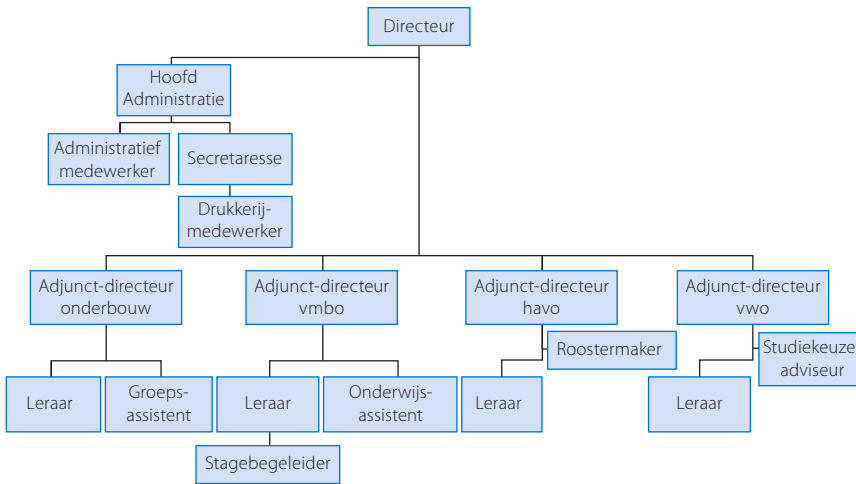 Directeur
Hoofd
Administratie
Administratief
medewerker
Secretaresse
Drukkerij-
medewerker
Adjunct-directeur
onderbouw
Adjunct-directeur
vmbo
Adjunct-directeur
havo
Adjunct-directeur
vwo
Roostermaker
Studiekeuze
adviseur
Leraar
Groeps-
assistent
Leraar
Onderwijs-
assistent
Leraar
Leraar
Stagebegeleider